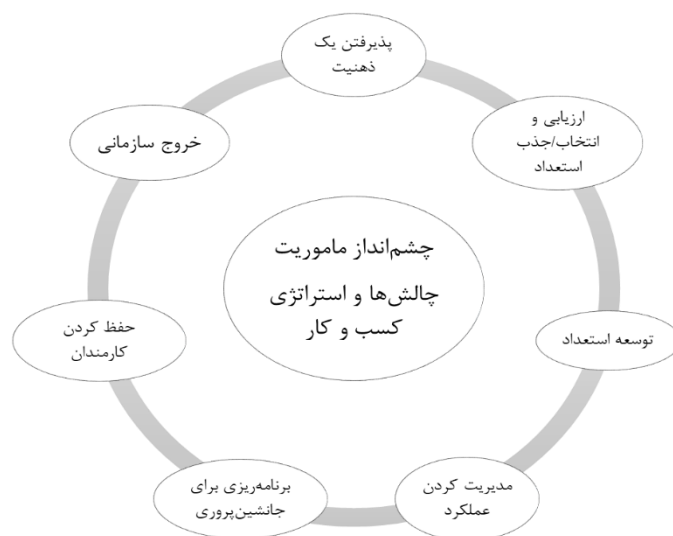 پذیرفتن یک
ذهنیت
ارزیابی و
انتخاب/جذب
استعداد
توسعه استعداد
مدیریت کردن
عملکرد
برنامه‌ریزی برای
جانشین‌پروری
حفظ کردن
کارمندان
خروج سازمانی
چشم‌انداز ماموریت
چالش‌ها و استراتژی
کسب و کار